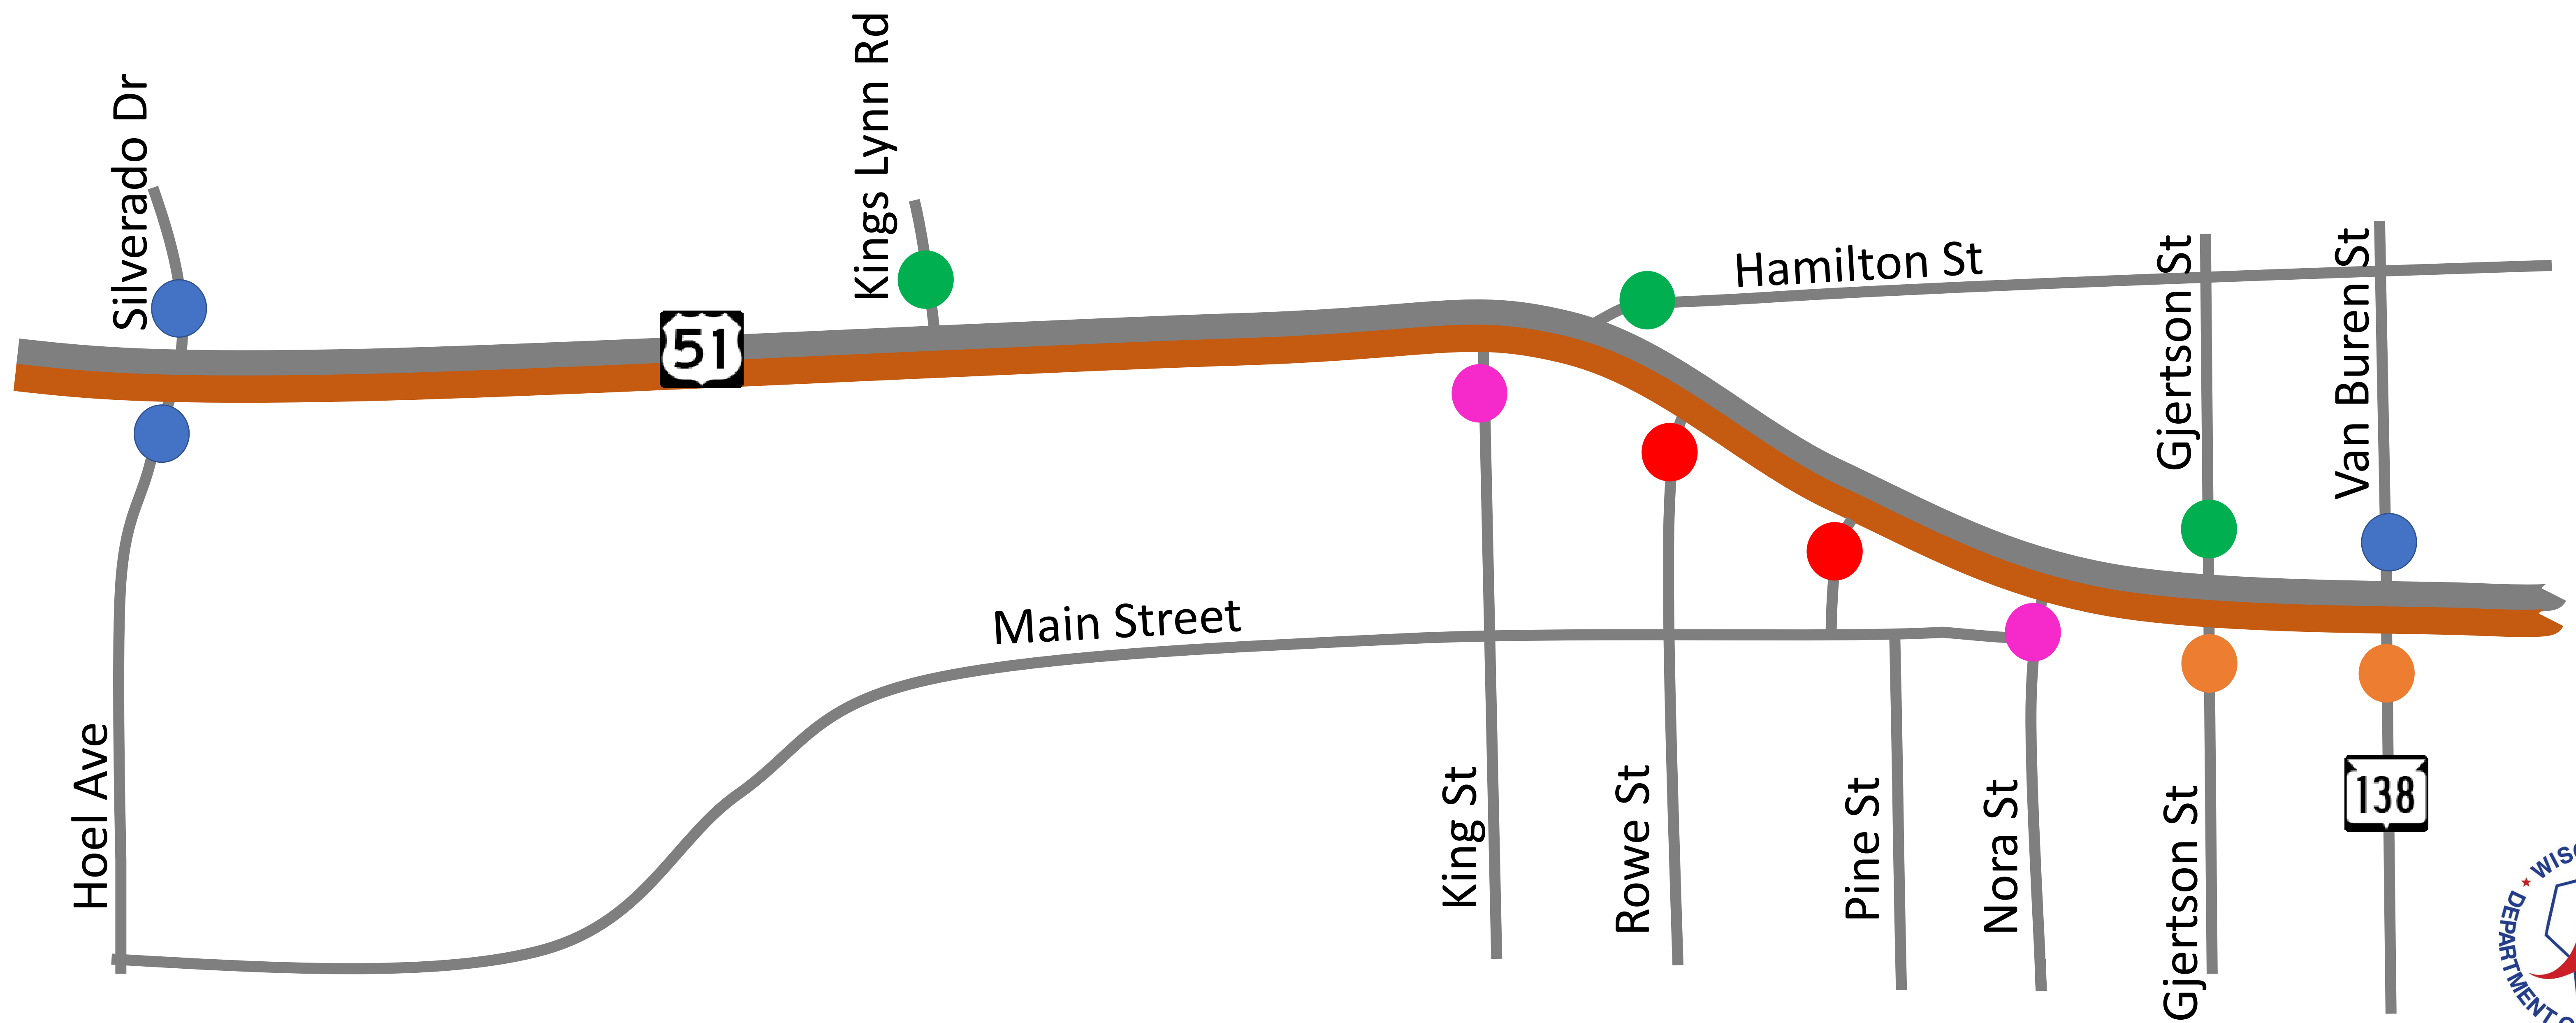 Silverado Dr
Kings Lynn Rd
Hamilton St
Gjertson St
Van Buren St
51
Main Street
Hoel Ave
King St
Rowe St
Pine St
Nora St
Gjertson St
138
DEPARTMENT